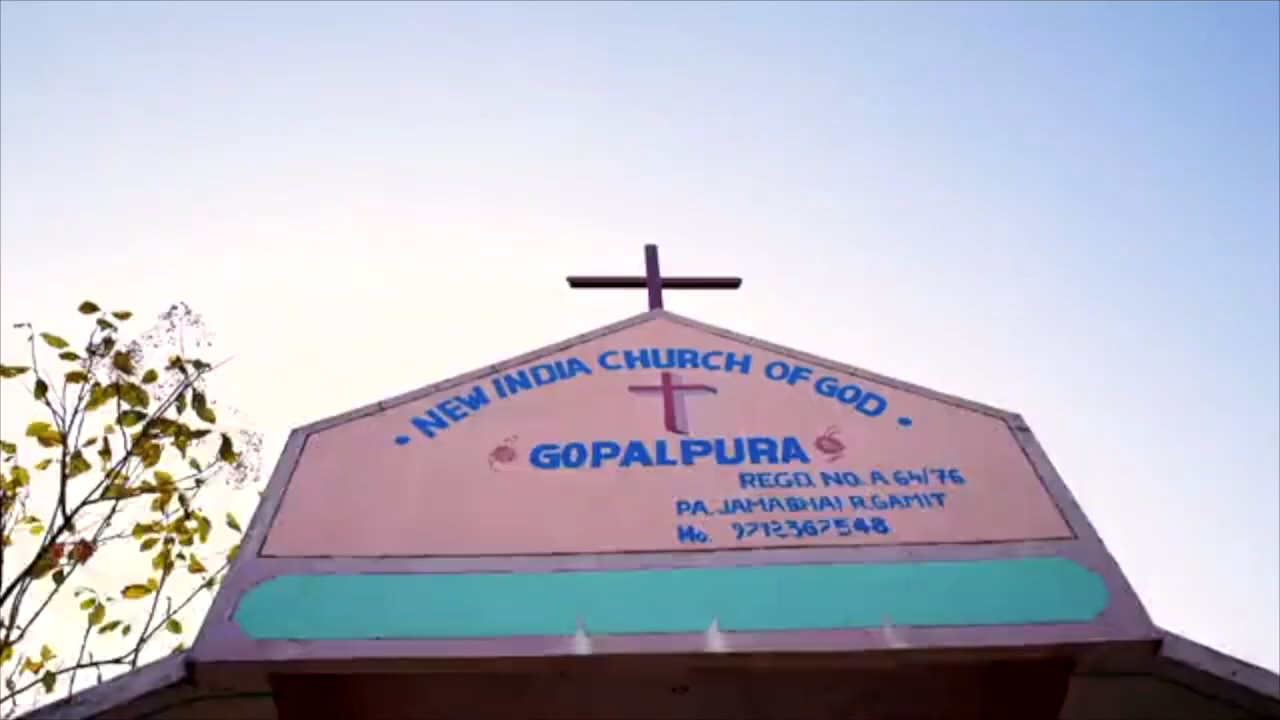 • NEW INDIA CHURCH OF GOD •
GOPALPURA
REGD. NO. A 64/76
PA. JAMABHAI R. GAMIT
Mo. 9712367548